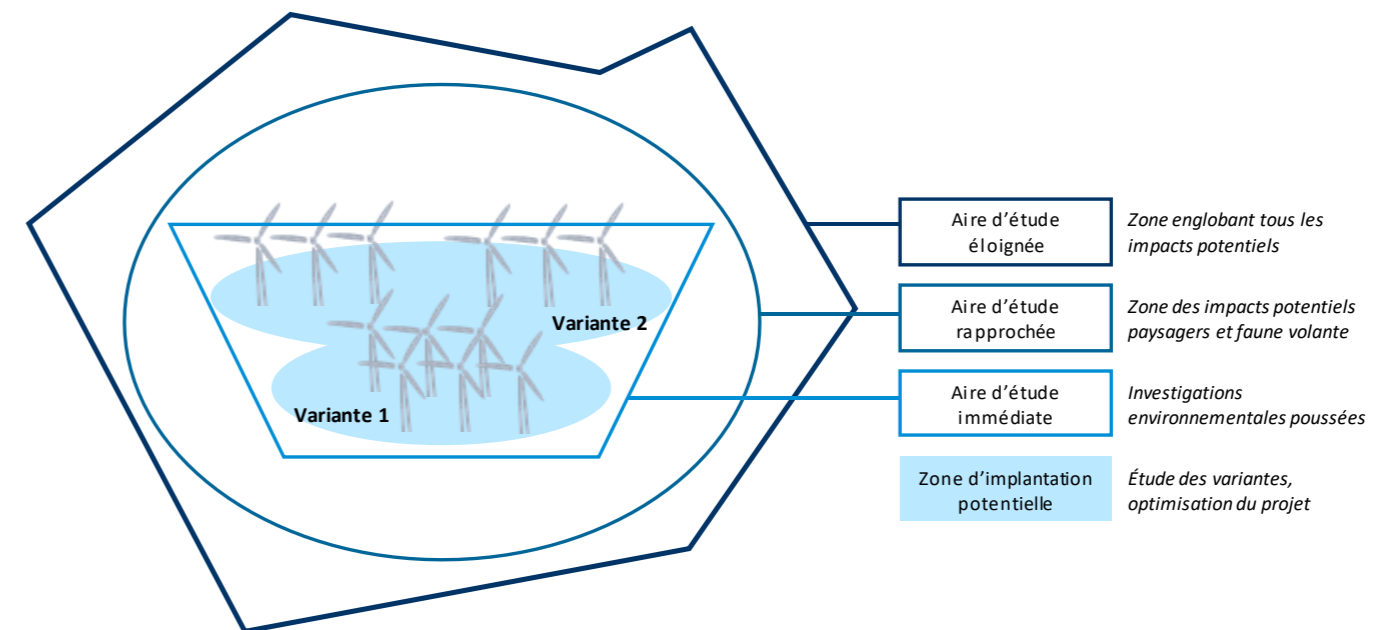 Variante 2
Variante 1
Aire d'étude
éloignée
Zone englobant tous les
impacts potentiels
Aire d'étude
rapprochée
Zone des impacts potentiels
paysagers et faune volante
Aire d'étude
immédiate
Investigations
environnementales poussées
Zone d'implantation
potentielle
Étude des variantes,
optimisation du projet